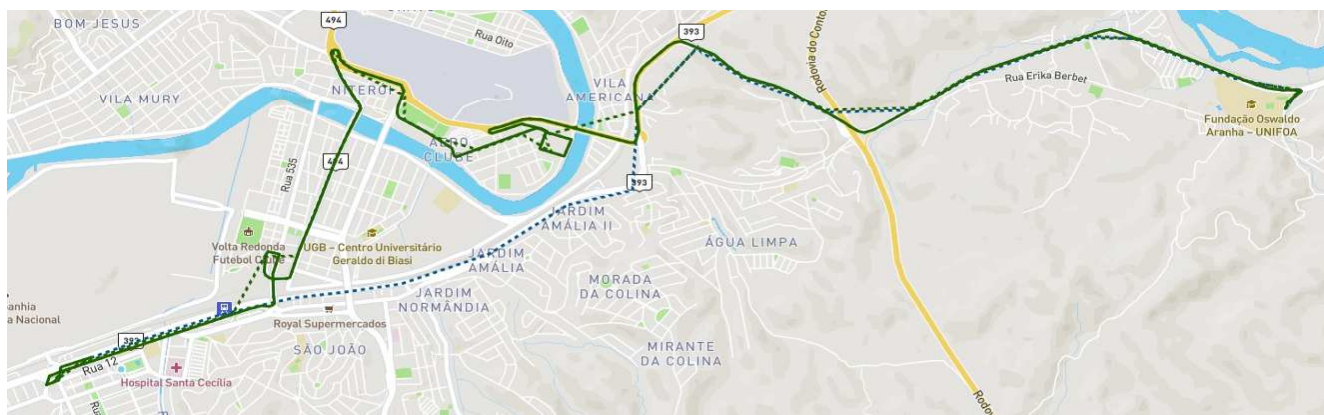 BOM JESUS
494
Rua Oito
393
VILA MURY
NITERÓI
VILA
AMERICANA
Rodovia do Conto
Rua Erika Berbet
Fundação Oswaldo
Aranha – UNIFOA
AERO
CLUBE
Rua 535
393
JARDIM
AMÁLIA II
Volta Redonda
Futebol Clube
UGB – Centro Universitário
Geraldo di Biasi
ÁGUA LIMPA
JARDIM
AMÁLIA
MORADA
DA COLINA
JARDIM
NORMÂNDIA
anhia
a Nacional
Royal Supermercados
393
SÃO JOÃO
MIRANTE
DA COLINA
Rua 12
Hospital Santa Cecília